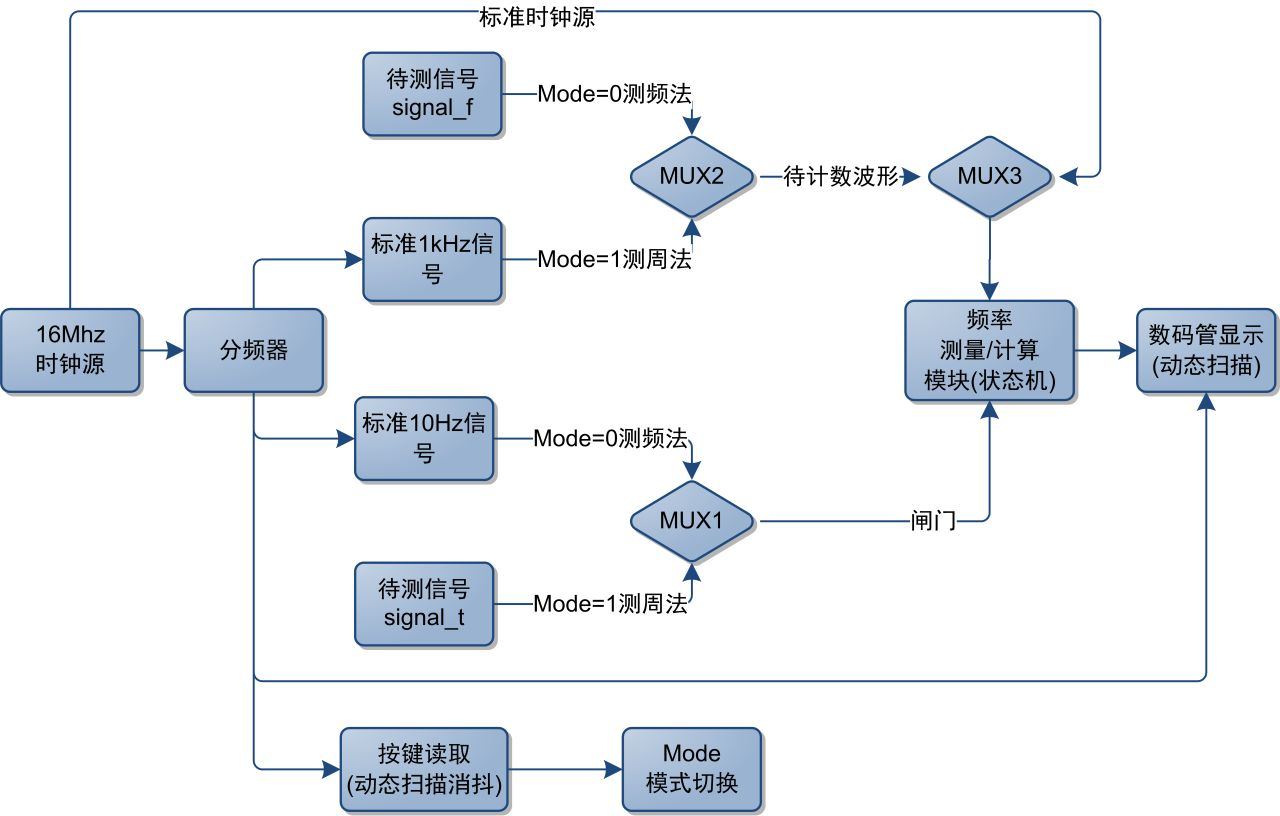 标准时钟源
待测信号
signal_f
Mode=0测频法
MUX2
待计数波形
MUX3
标准1kHz信
号
Mode=1测周法
16Mhz
时钟源
分频器
频率
测量/计算
模块(状态机)
数码管显示
(动态扫描)
标准10Hz信
号
Mode=0测频法
MUX1
闸门
待测信号
signal_t
Mode=1测周法
按键读取
(动态扫描消抖)
Mode
模式切换